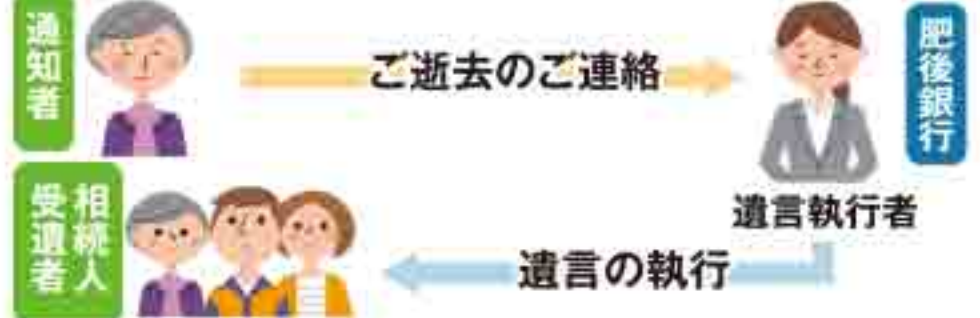 通知者
ご逝去のご連絡
肥後銀行
遺言執行者
相続人
受遺者
遺言の執行